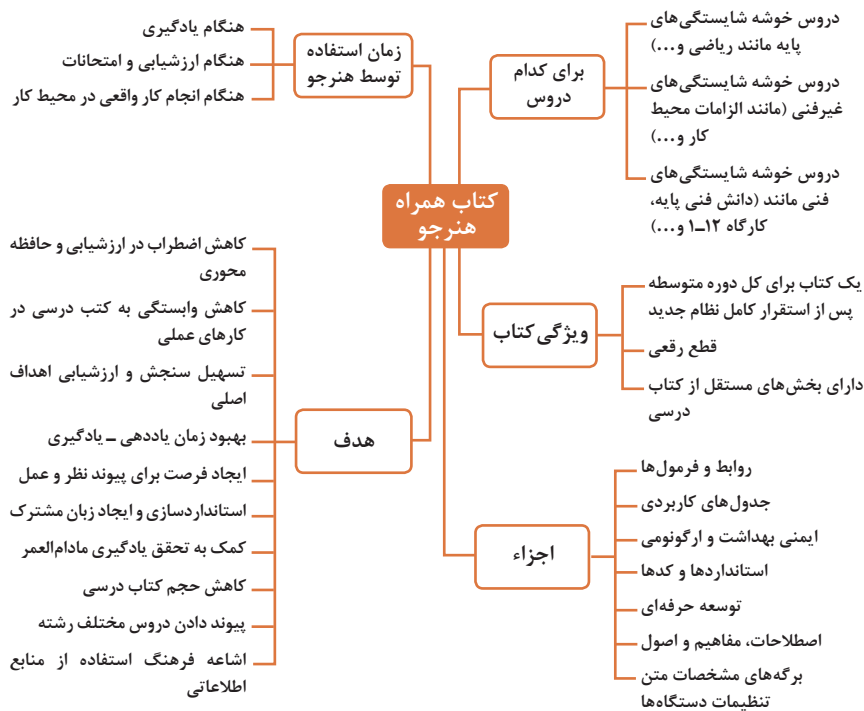 کتاب همراه
هنرجو
برای کدام
دروس
دروس خوشه شایستگی‌های
پایه مانند ریاضی و...)
دروس خوشه شایستگی‌های
غیرفنی (مانند الزامات محیط
کار و...)
دروس خوشه شایستگی‌های
فنی مانند (دانش فنی پایه،
کارگاه ۱۲ـ۱ و...)
ویژگی کتاب
یک کتاب برای کل دوره متوسطه
پس از استقرار کامل نظام جدید
قطع رقعی
دارای بخش‌های مستقل از کتاب
درسی
اجزاء
روابط و فرمول‌ها
جدول‌های کاربردی
ایمنی بهداشت و ارگونومی
استانداردها و کدها
توسعه حرفه‌ای
اصطلاحات، مفاهیم و اصول
برگه‌های مشخصات متن
تنظیمات دستگاه‌ها
زمان استفاده
توسط هنرجو
هنگام یادگیری
هنگام ارزشیابی و امتحانات
هنگام انجام کار واقعی در محیط کار
هدف
کاهش اضطراب در ارزشیابی و حافظه
محوری
کاهش وابستگی به کتب درسی در
کارهای عملی
تسهیل سنجش و ارزشیابی اهداف
اصلی
بهبود زمان یاددهی ـ یادگیری
ایجاد فرصت برای پیوند نظر و عمل
استانداردسازی و ایجاد زبان مشترک
کمک به تحقق یادگیری مادام‌العمر
کاهش حجم کتاب درسی
پیوند دادن دروس مختلف رشته
اشاعه فرهنگ استفاده از منابع
اطلاعاتی